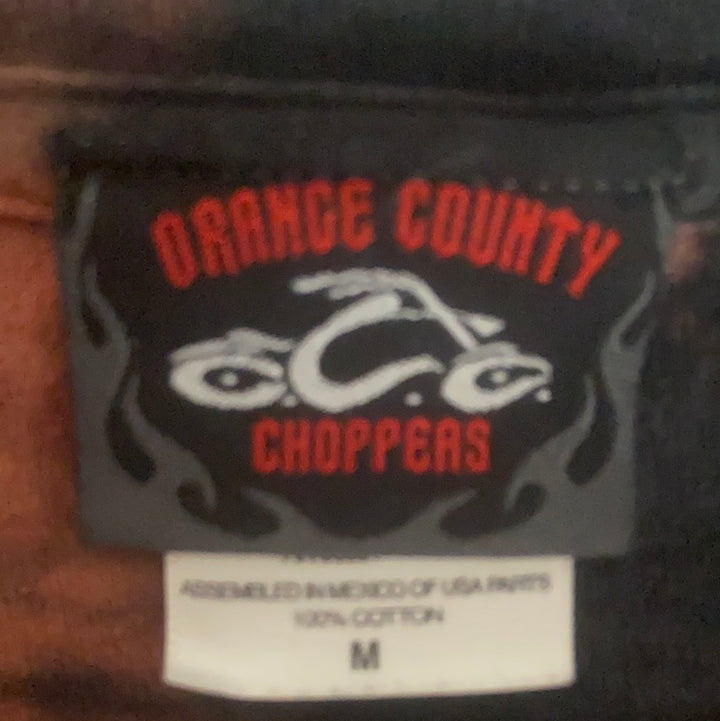 ORANGE COUNTY
O.C.C.
CHOPPERS
ASSEMBLED IN MEXICO OF USA PARTS
100% COTTON
M